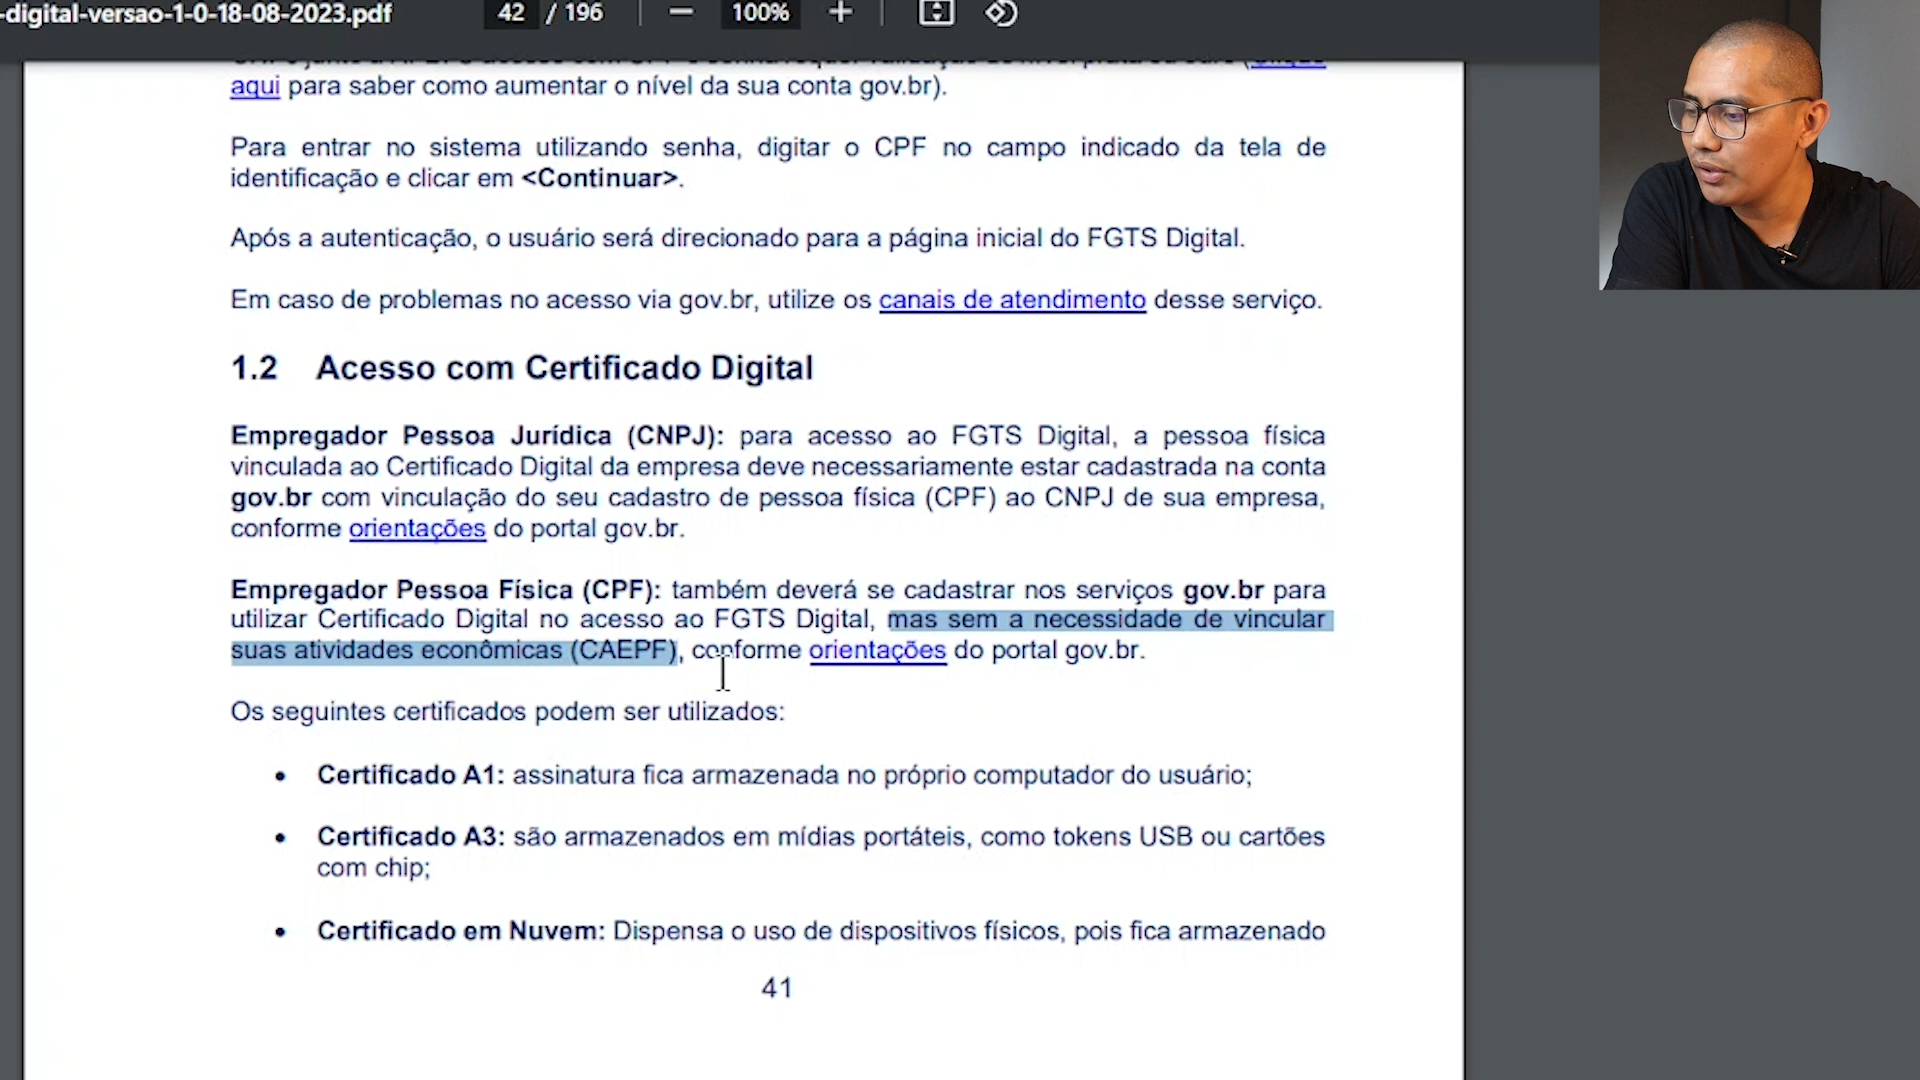 -digital-versao-1-0-18-08-2023.pdf
42 / 196
100%
aqui para saber como aumentar o nível da sua conta gov.br).
Para entrar no sistema utilizando senha, digitar o CPF no campo indicado da tela de
identificação e clicar em <Continuar>.
Após a autenticação, o usuário será direcionado para a página inicial do FGTS Digital.
Em caso de problemas no acesso via gov.br, utilize os canais de atendimento desse serviço.
1.2 Acesso com Certificado Digital
Empregador Pessoa Jurídica (CNPJ): para acesso ao FGTS Digital, a pessoa física
vinculada ao Certificado Digital da empresa deve necessariamente estar cadastrada na conta
gov.br com vinculação do seu cadastro de pessoa física (CPF) ao CNPJ de sua empresa,
conforme orientações do portal gov.br.
Empregador Pessoa Física (CPF): também deverá se cadastrar nos serviços gov.br para
utilizar Certificado Digital no acesso ao FGTS Digital, mas sem a necessidade de vincular
suas atividades econômicas (CAEPF), conforme orientações do portal gov.br.
Os seguintes certificados podem ser utilizados:
• Certificado A1: assinatura fica armazenada no próprio computador do usuário;
• Certificado A3: são armazenados em mídias portáteis, como tokens USB ou cartões
com chip;
• Certificado em Nuvem: Dispensa o uso de dispositivos físicos, pois fica armazenado
41